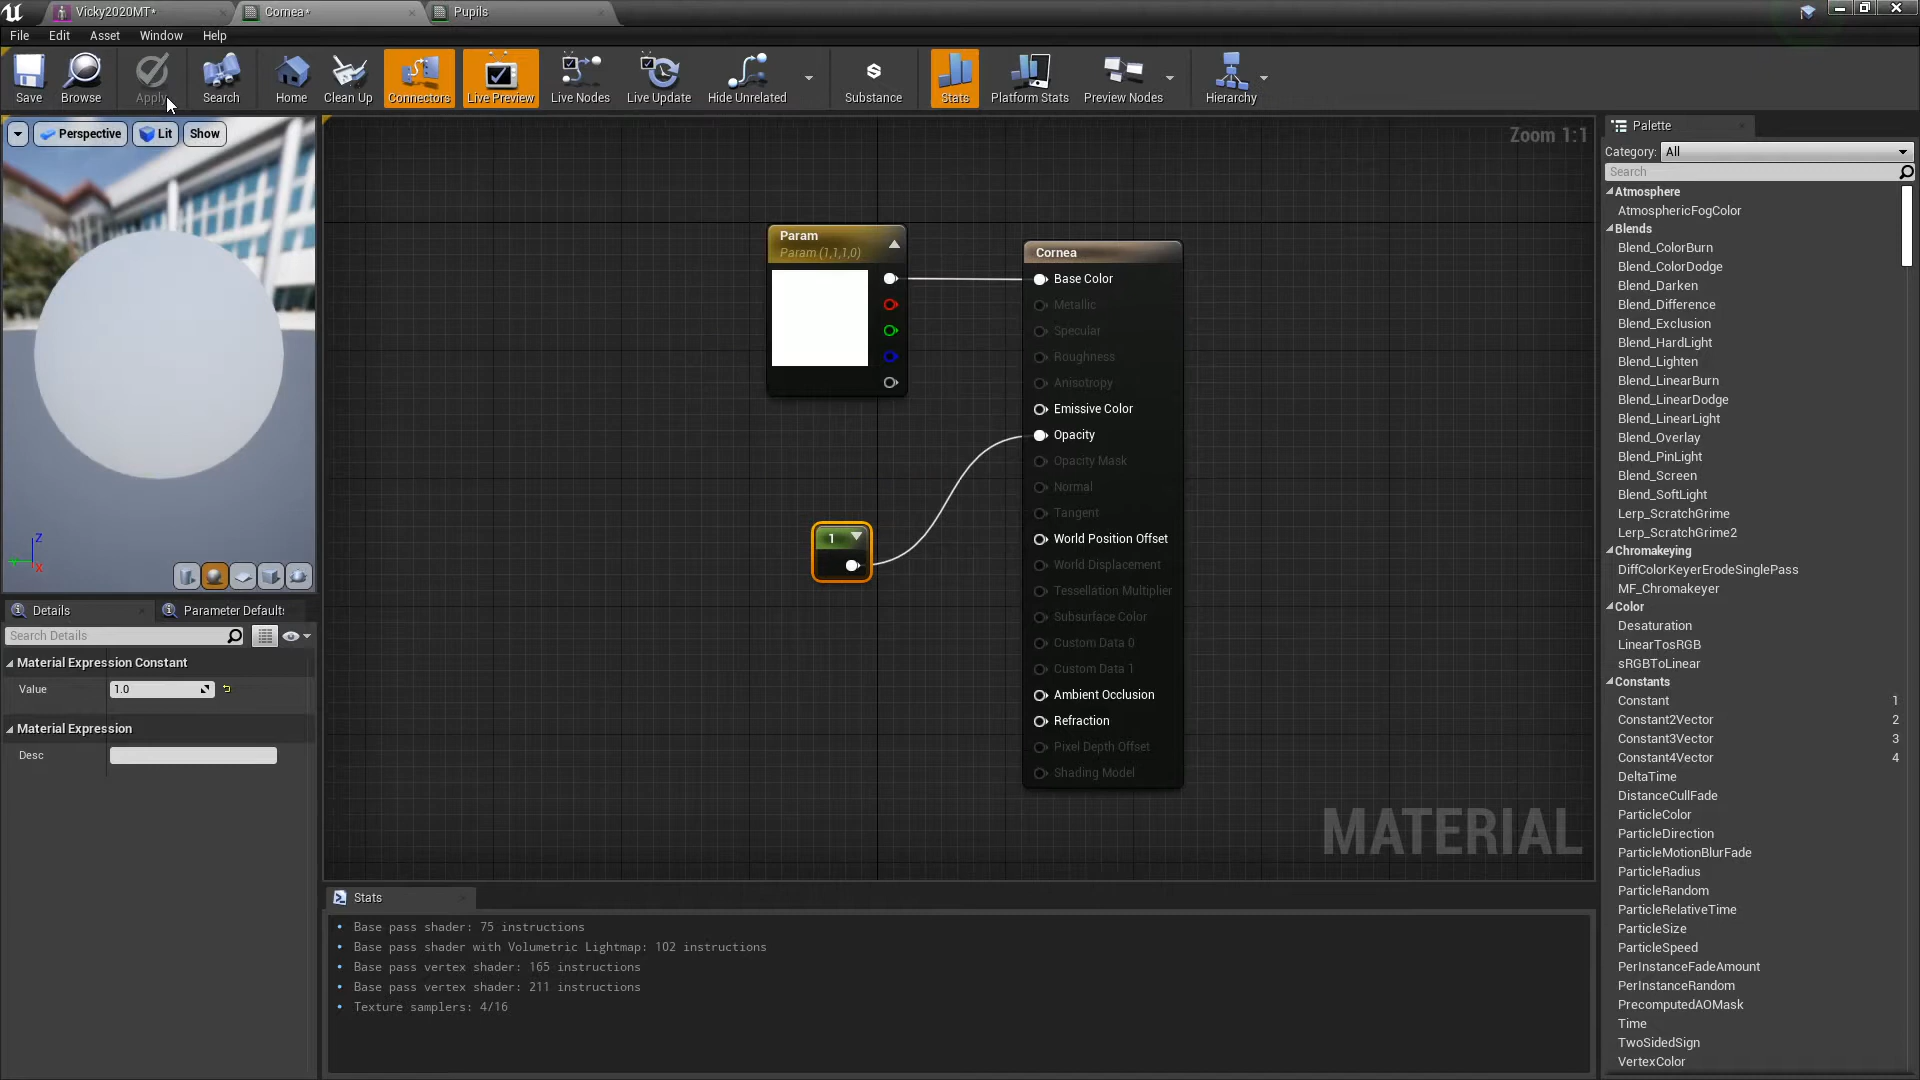 Vicky2020MT*
Cornea*
Pupils
File
Edit
Asset
Window
Help
Save
Browse
Apply
Search
Home
Clean Up
Connectors
Live Preview
Live Nodes
Live Update
Hide Unrelated
Substance
Stats
Platform Stats
Preview Nodes
Hierarchy
Perspective
Lit
Show
Z
X
Zoom 1:1
Param
Param (1,1,1,0)
1
Cornea
Base Color
Metallic
Specular
Roughness
Anisotropy
Emissive Color
Opacity
Opacity Mask
Normal
Tangent
World Position Offset
World Displacement
Tessellation Multiplier
Subsurface Color
Custom Data 0
Custom Data 1
Ambient Occlusion
Refraction
Pixel Depth Offset
Shading Model
MATERIAL
Details
Parameter Defaults
Search Details
Material Expression Constant
Value
1.0
Material Expression
Desc
Stats
Base pass shader: 75 instructions
Base pass shader with Volumetric Lightmap: 102 instructions
Base pass vertex shader: 165 instructions
Base pass vertex shader: 211 instructions
Texture samplers: 4/16
Palette
Category: All
Search
Atmosphere
AtmosphericFogColor
Blends
Blend_ColorBurn
Blend_ColorDodge
Blend_Darken
Blend_Difference
Blend_Exclusion
Blend_HardLight
Blend_Lighten
Blend_LinearBurn
Blend_LinearDodge
Blend_LinearLight
Blend_Overlay
Blend_PinLight
Blend_Screen
Blend_SoftLight
Lerp_ScratchGrime
Lerp_ScratchGrime2
Chromakeying
DiffColorKeyerErodeSinglePass
MF_Chromakeyer
Color
Desaturation
LinearTosRGB
sRGBToLinear
Constants
Constant 1
Constant2Vector 2
Constant3Vector 3
Constant4Vector 4
DeltaTime
DistanceCullFade
ParticleColor
ParticleDirection
ParticleMotionBlurFade
ParticleRadius
ParticleRandom
ParticleRelativeTime
ParticleSize
ParticleSpeed
PerInstanceFadeAmount
PerInstanceRandom
PrecomputedAOMask
Time
TwoSidedSign
VertexColor